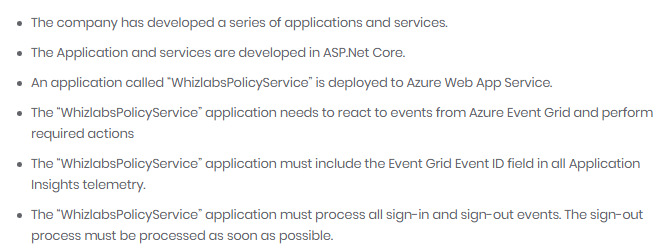 The company has developed a series of applications and services.
The Application and services are developed in ASP.Net Core.
An application called “WhizlabsPolicyService” is deployed to Azure Web App Service.
The “WhizlabsPolicyService” application needs to react to events from Azure Event Grid and perform
required actions
The “WhizlabsPolicyService” application must include the Event Grid Event ID field in all Application
Insights telemetry.
The “WhizlabsPolicyService” application must process all sign-in and sign-out events. The sign-out
process must be processed as soon as possible.